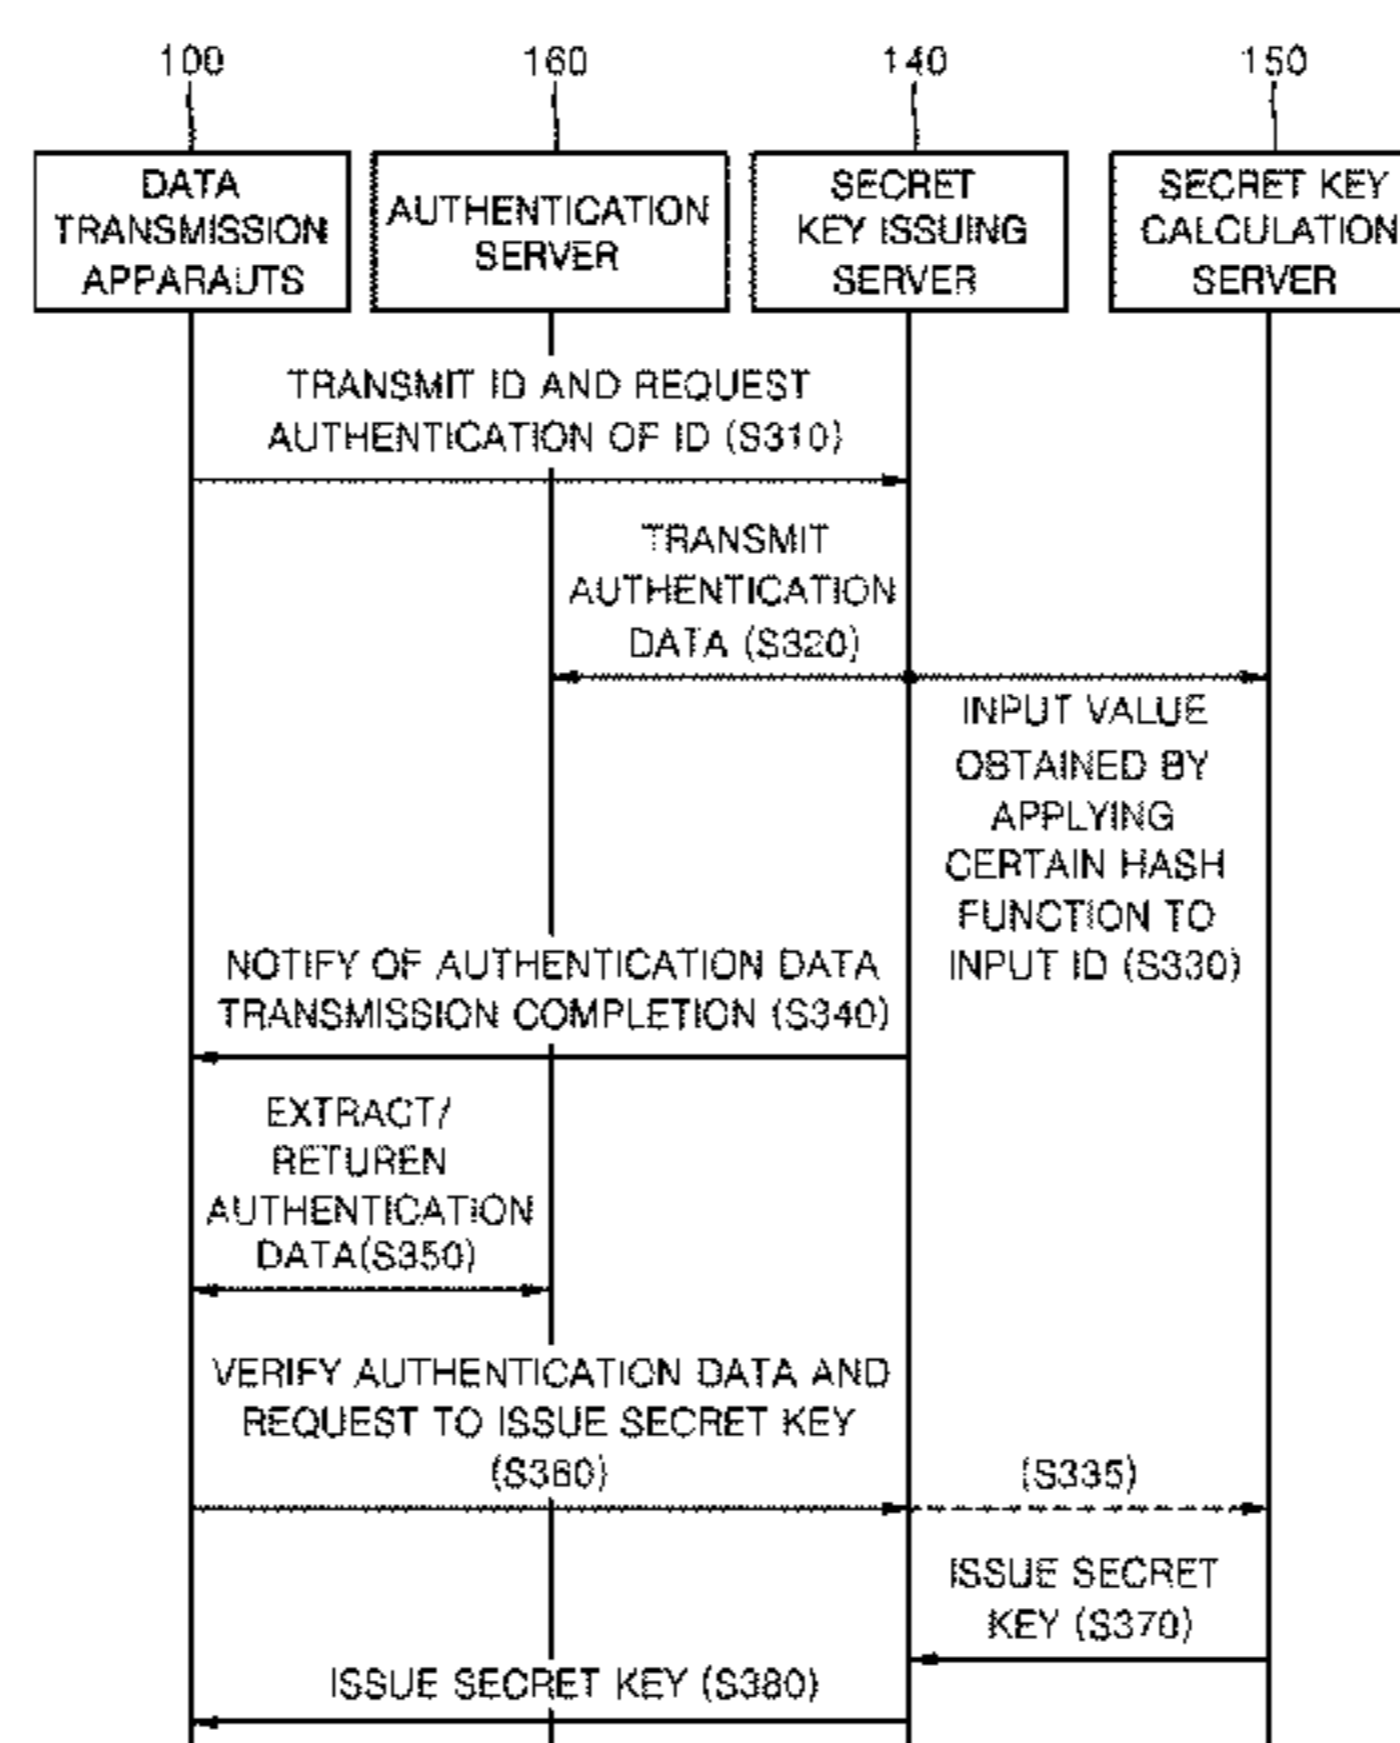 100
160
140
150
DATA
TRANSMISSION
APPARAUTS
AUTHENTICATION
SERVER
SECRET
KEY ISSUING
SERVER
SECRET KEY
CALCULATION
SERVER
TRANSMIT ID AND REQUEST
AUTHENTICATION OF ID (S310)
TRANSMIT
AUTHENTICATION
DATA (S320)
INPUT VALUE
OBTAINED BY
APPLYING
CERTAIN HASH
FUNCTION TO
INPUT ID (S330)
NOTIFY OF AUTHENTICATION DATA
TRANSMISSION COMPLETION (S340)
EXTRACT/
RETUREN
AUTHENTICATION
DATA(S350)
VERIFY AUTHENTICATION DATA AND
REQUEST TO ISSUE SECRET KEY
(S360)
(S335)
ISSUE SECRET
KEY (S370)
ISSUE SECRET KEY (S380)